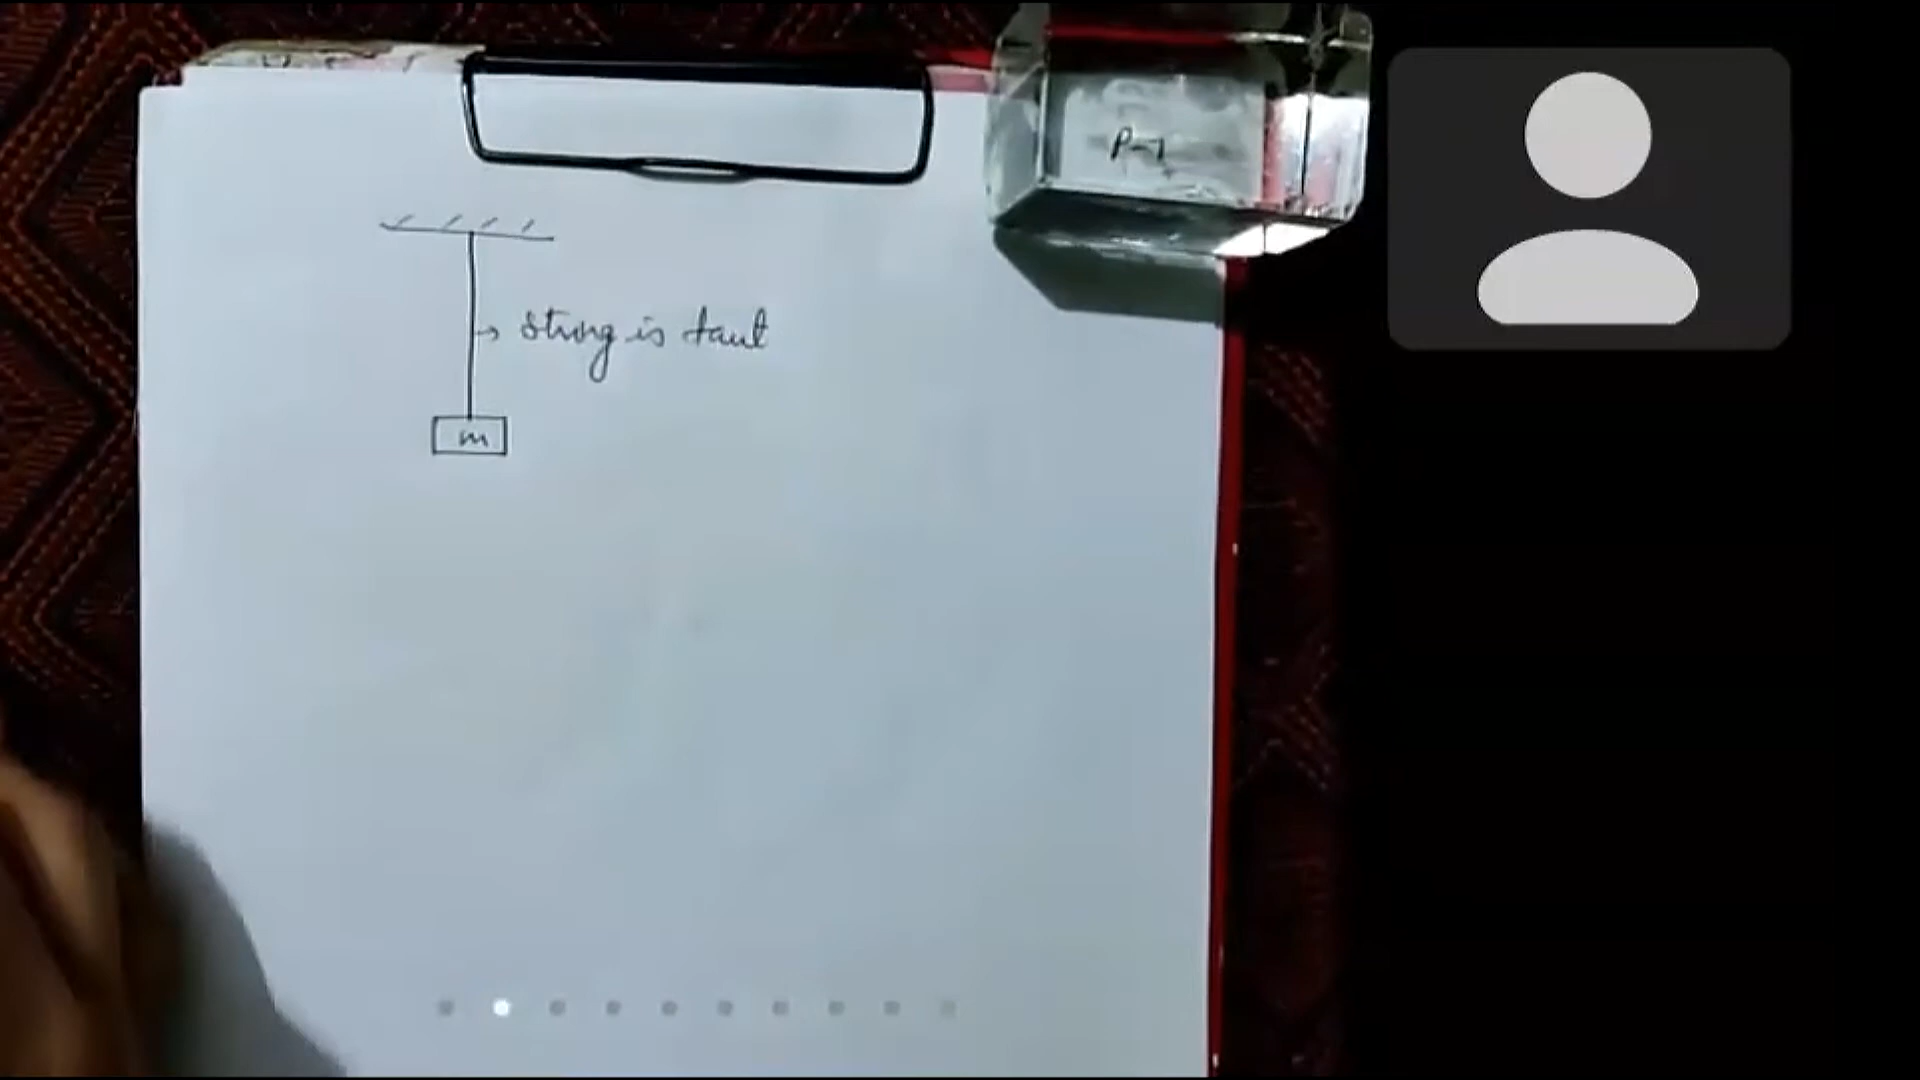 P-1
→ string is taut
m